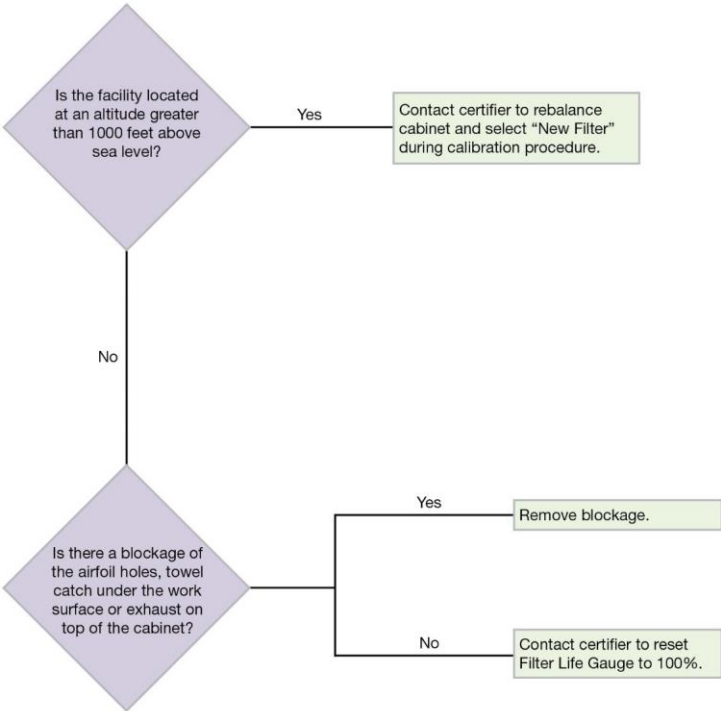 Is the facility located
at an altitude greater
than 1000 feet above
sea level?
Yes
Contact certifier to rebalance
cabinet and select “New Filter”
during calibration procedure.
No
Is there a blockage of
the airfoil holes, towel
catch under the work
surface or exhaust on
top of the cabinet?
Yes
Remove blockage.
No
Contact certifier to reset
Filter Life Gauge to 100%.